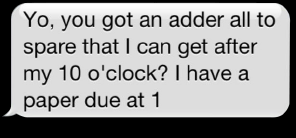 Yo, you got an adder all to
spare that I can get after
my 10 o'clock? I have a
paper due at 1